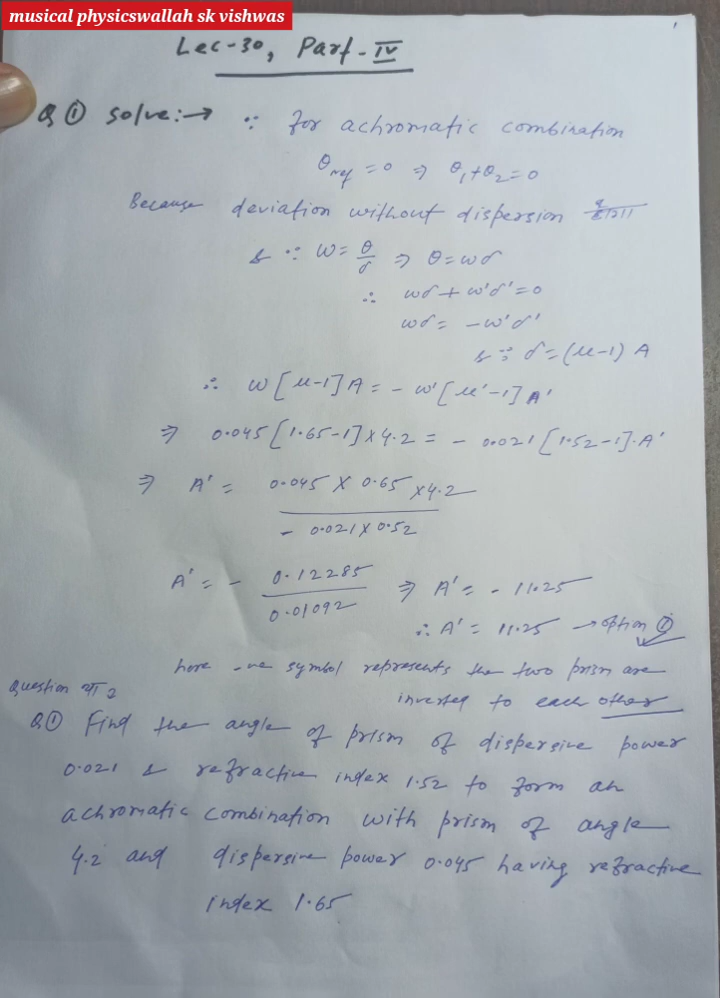 musical physicswallah sk vishwas
1
Lec-30, Part-IV
Q ① solve:→ ∵ for achromatic combination
θnet = 0 ⇒ θ₁+θ₂=0
Because deviation without dispersion
& ∵ ω = θ/δ ⇒ θ = ωδ
∴ ωδ + ω'δ' = 0
ωδ = -ω'δ'
& ∵ δ = (μ-1) A
∴ ω [μ-1] A = - ω' [μ'-1] A'
⇒ 0.045 [1.65-1] × 4.2 = - 0.021 [1.52-1]. A'
⇒ A' = 0.045 × 0.65 × 4.2 / - 0.021 × 0.52
A' = - 0.12285 / 0.01092 ⇒ A' = - 11.25
∴ A' = 11.25 → option ①
here -ve symbol represents the two prism are
inverted to each other
Question
Q① Find the angle of prism of dispersive power
0.021 & refractive index 1.52 to form an
achromatic combination with prism of angle
4.2 and dispersive power 0.045 having refractive
index 1.65